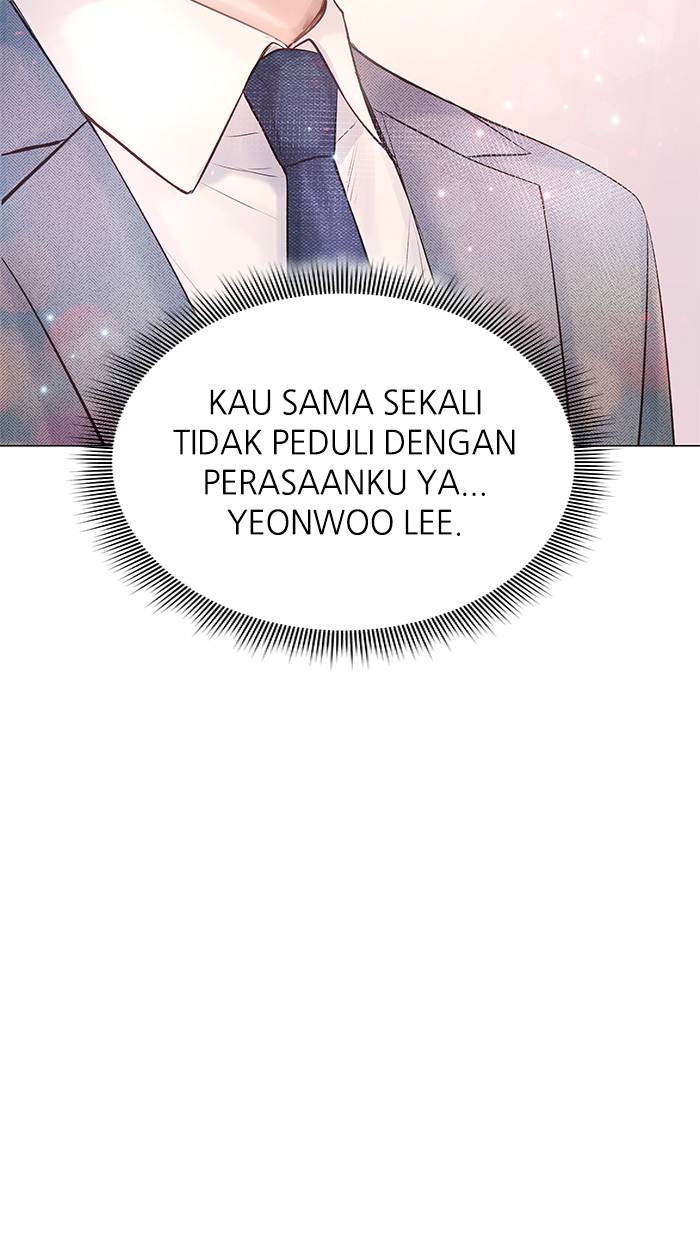 KAU SAMA SEKALI
TIDAK PEDULI DENGAN
PERASAANKU YA...
YEONWOO LEE.